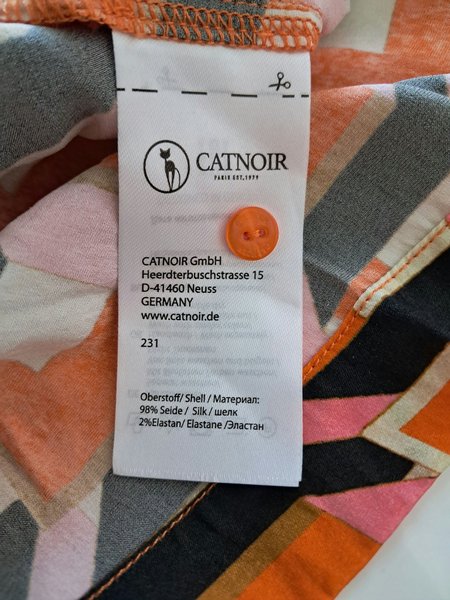 CATNOIR
PARIS EST.1979
CATNOIR GmbH
Heerdterbuschstrasse 15
D-41460 Neuss
GERMANY
www.catnoir.de
231
Oberstoff/ Shell / Материал:
98% Seide / Silk / шелк
2%Elastan/ Elastane /Эластан